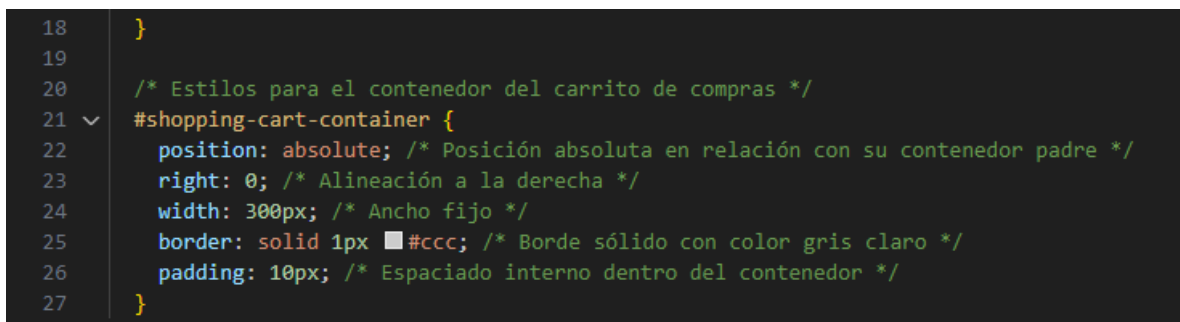 18 }
19
20 /* Estilos para el contenedor del carrito de compras */
21 #shopping-cart-container {
22 position: absolute; /* Posición absoluta en relación con su contenedor padre */
23 right: 0; /* Alineación a la derecha */
24 width: 300px; /* Ancho fijo */
25 border: solid 1px #ccc; /* Borde sólido con color gris claro */
26 padding: 10px; /* Espaciado interno dentro del contenedor */
27 }